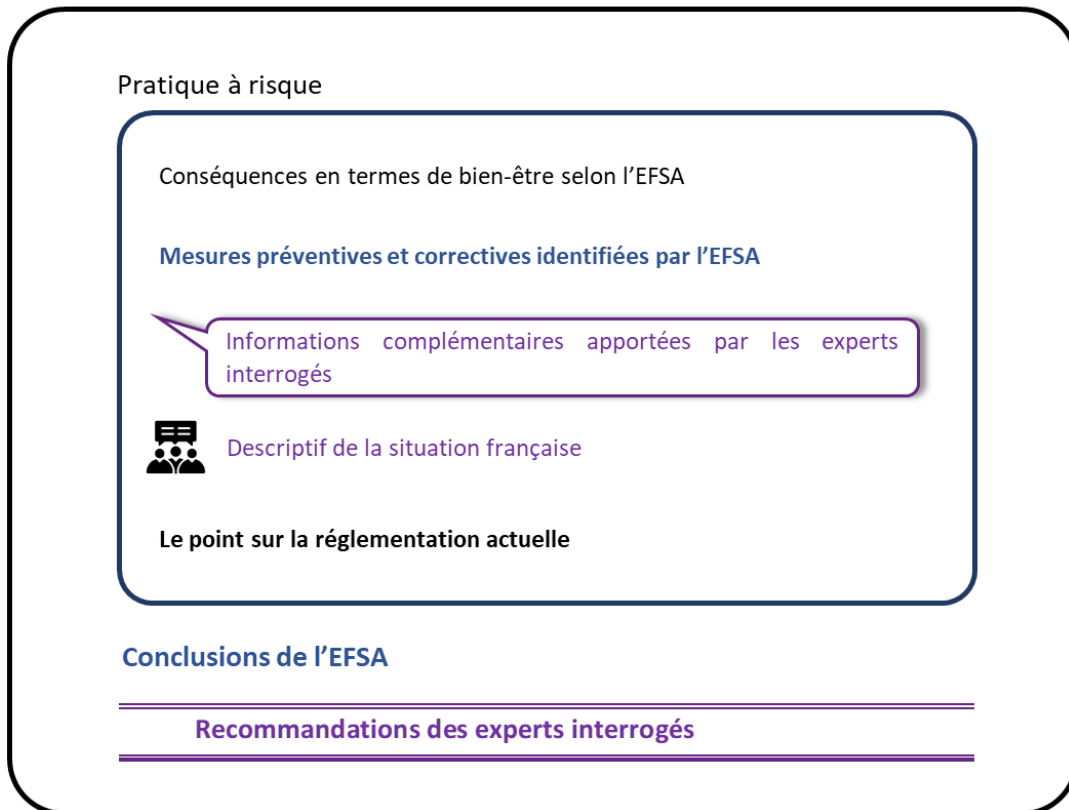 Pratique à risque
Conséquences en termes de bien-être selon l’EFSA
Mesures préventives et correctives identifiées par l’EFSA
Informations complémentaires apportées par les experts
interrogés
Descriptif de la situation française
Le point sur la réglementation actuelle
Conclusions de l’EFSA
Recommandations des experts interrogés